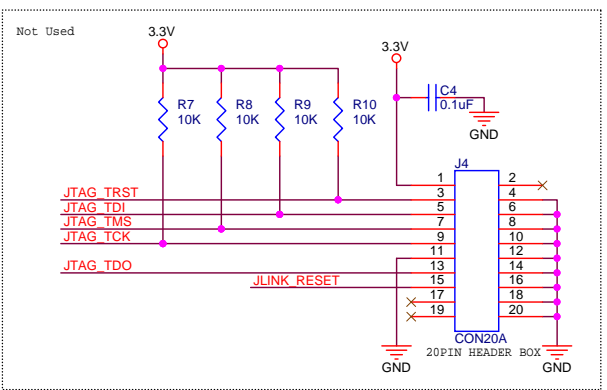 Not Used
3.3V
3.3V
R7
10K
R8
10K
R9
10K
R10
10K
C4
0.1uF
GND
J4
JTAG_TRST
JTAG_TDI
JTAG_TMS
JTAG_TCK
JTAG_TDO
JLINK_RESET
1 2
3 4
5 6
7 8
9 10
11 12
13 14
15 16
17 18
19 20
CON20A
20PIN HEADER BOX
GND
GND